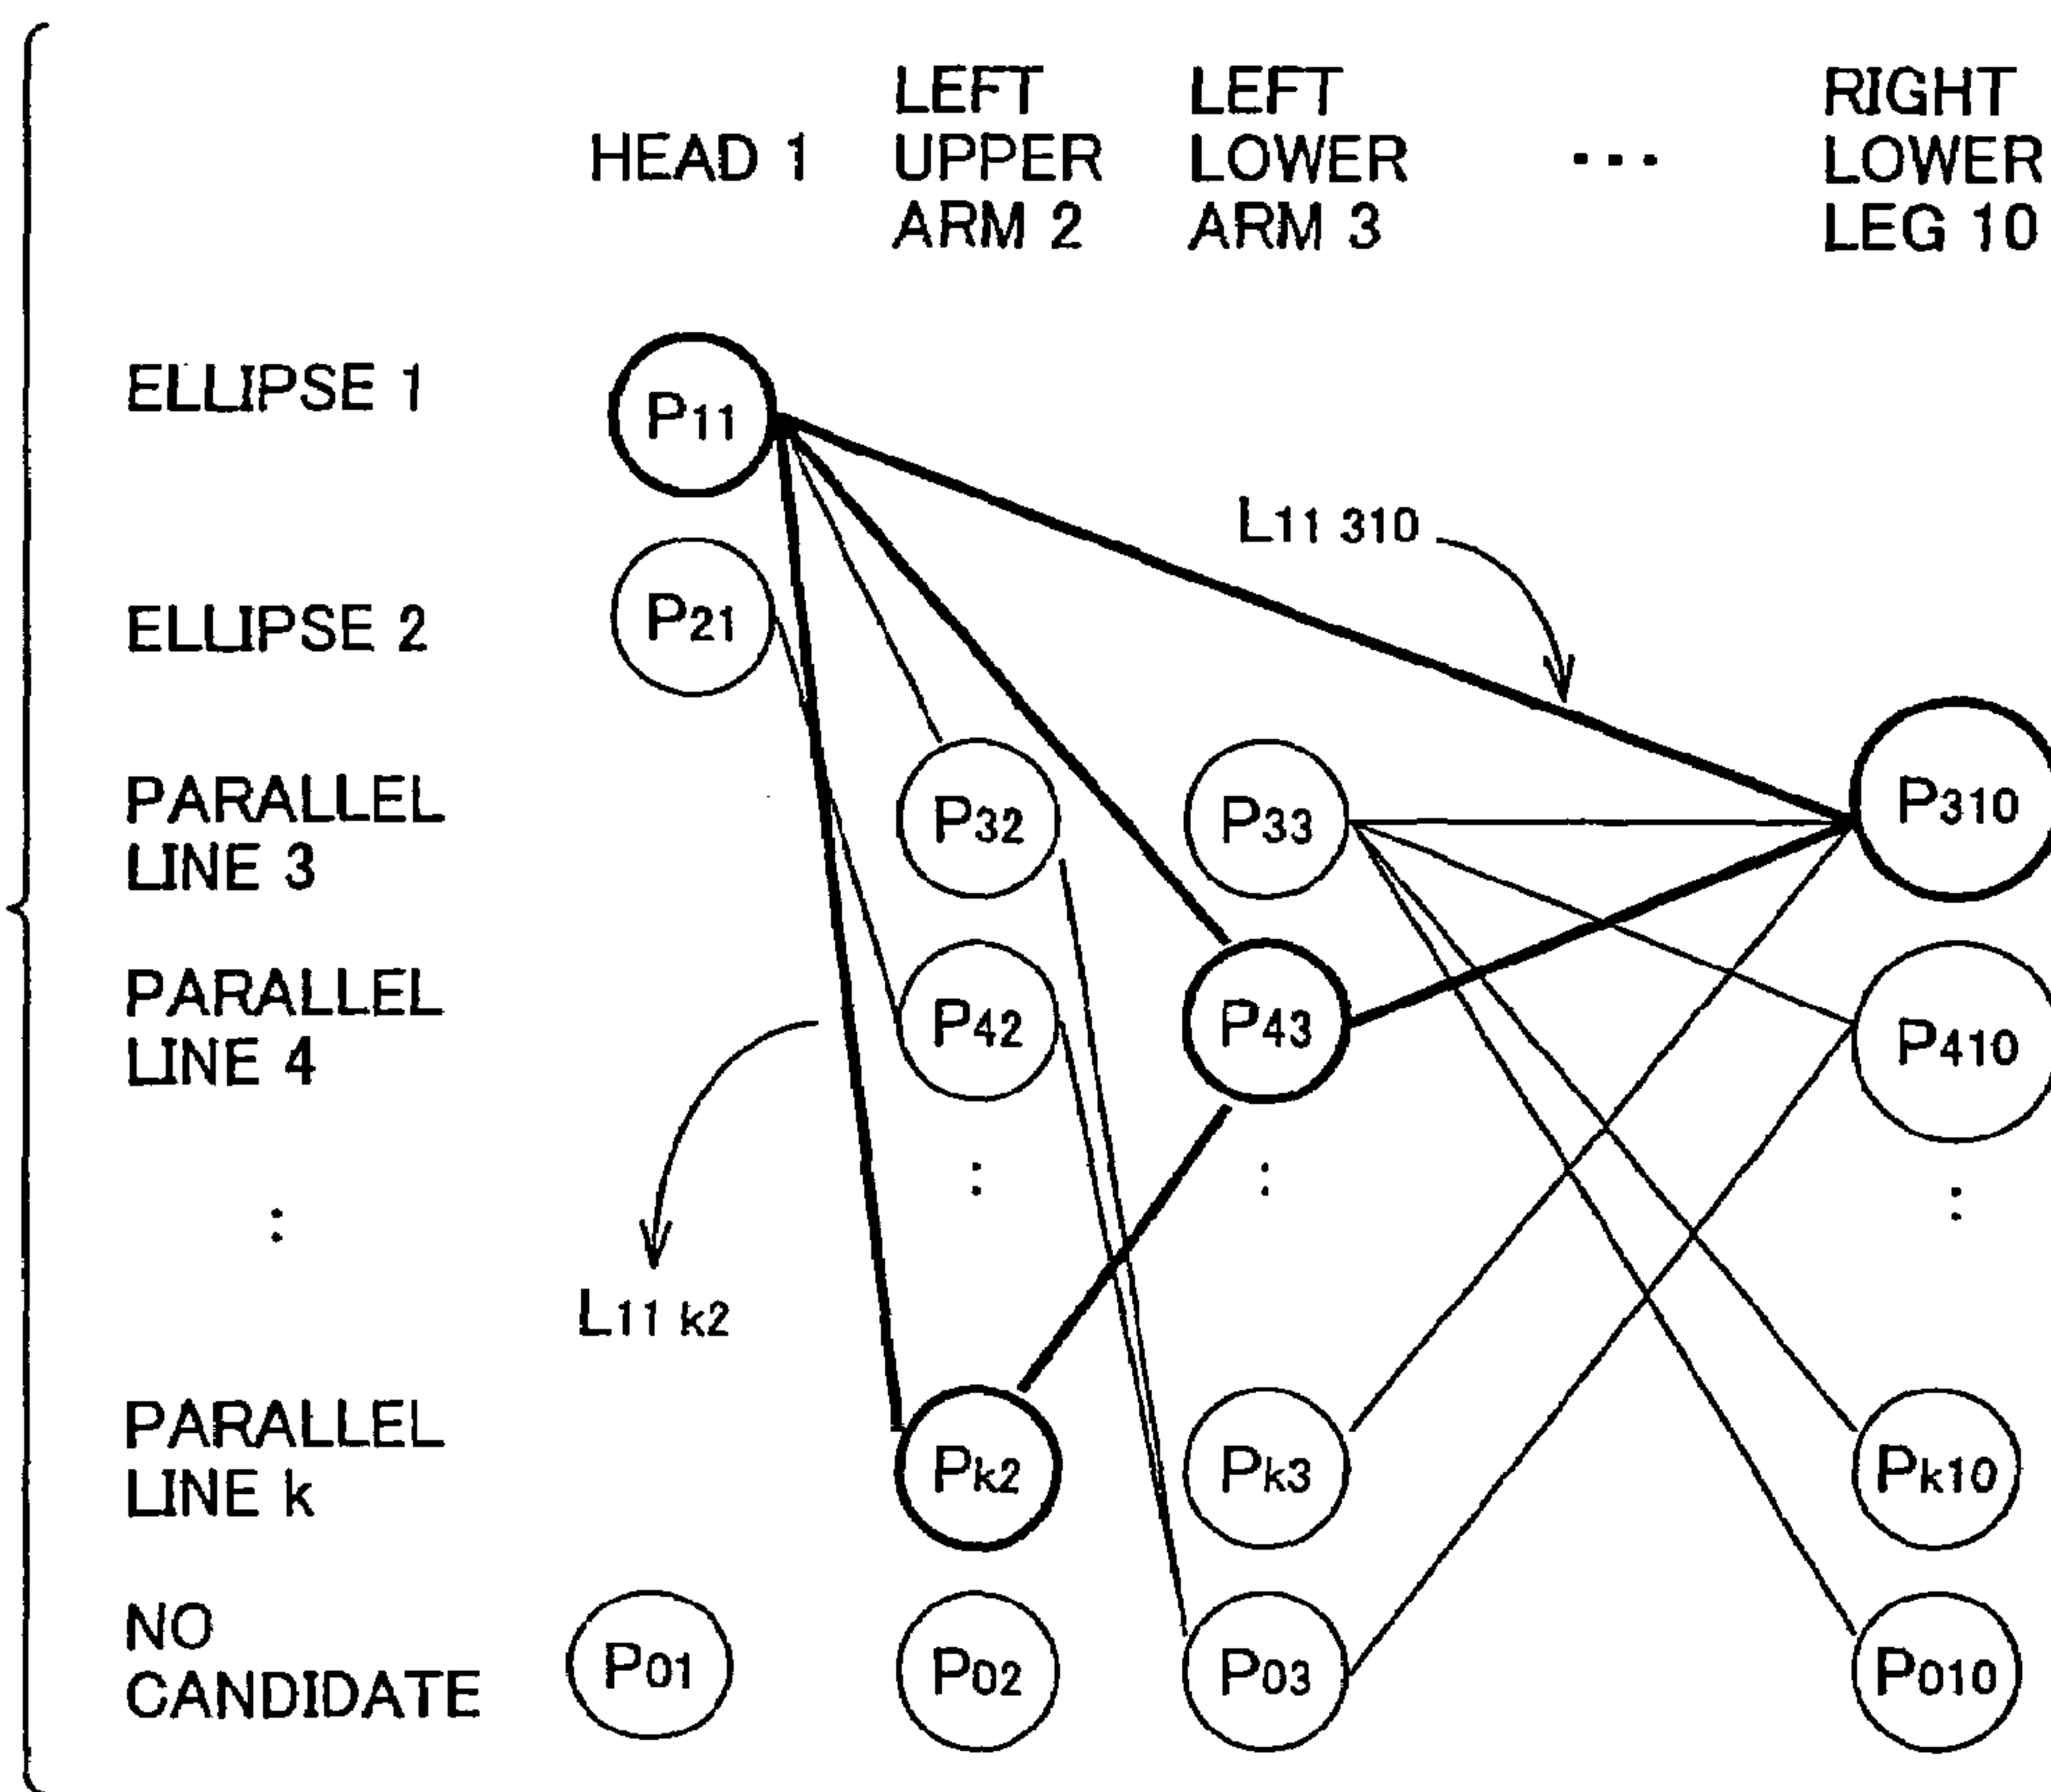 HEAD 1
LEFT
UPPER
ARM 2
LEFT
LOWER
ARM 3
...
RIGHT
LOWER
LEG 10
ELLIPSE 1
P11
L11 310
ELLIPSE 2
P21
PARALLEL
LINE 3
P32
P33
P310
PARALLEL
LINE 4
P42
P43
P410
:
:
:
:
L11 k2
PARALLEL
LINE k
Pk2
Pk3
Pk10
NO
CANDIDATE
P01
P02
P03
P010